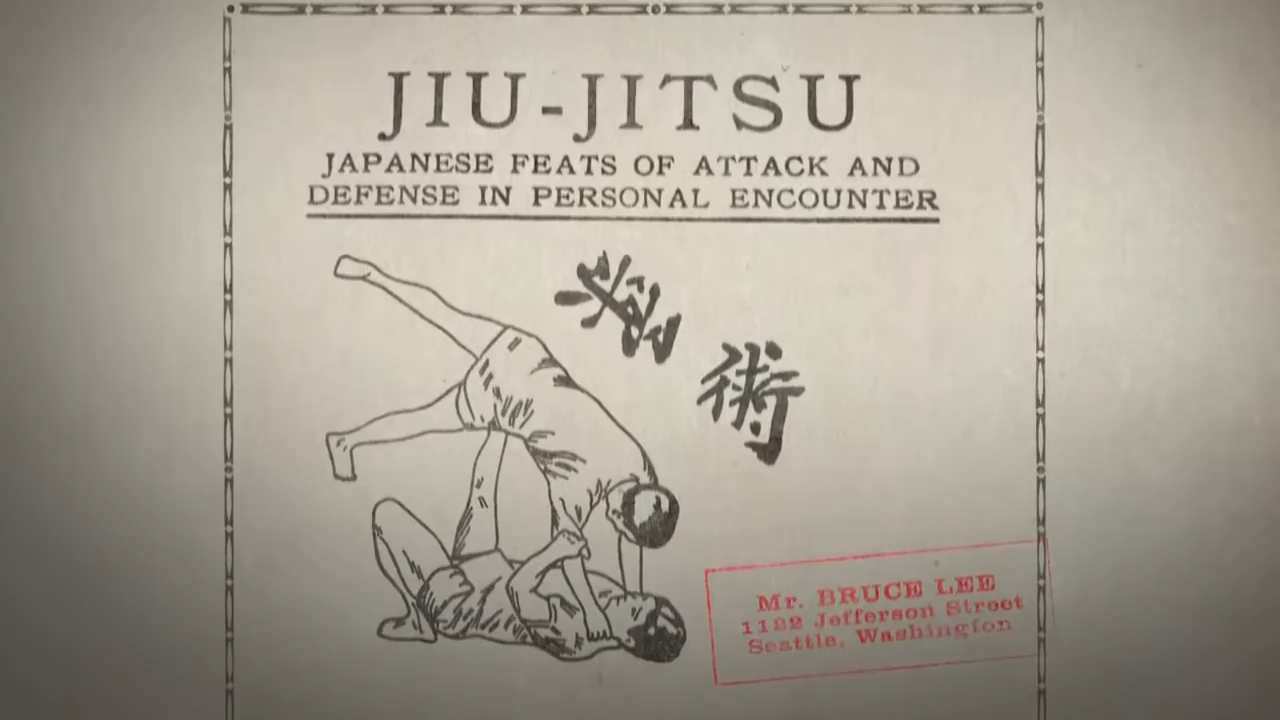 JIU-JITSU
JAPANESE FEATS OF ATTACK AND
DEFENSE IN PERSONAL ENCOUNTER
柔術
Mr. BRUCE LEE
1122 Jefferson Street
Seattle, Washington